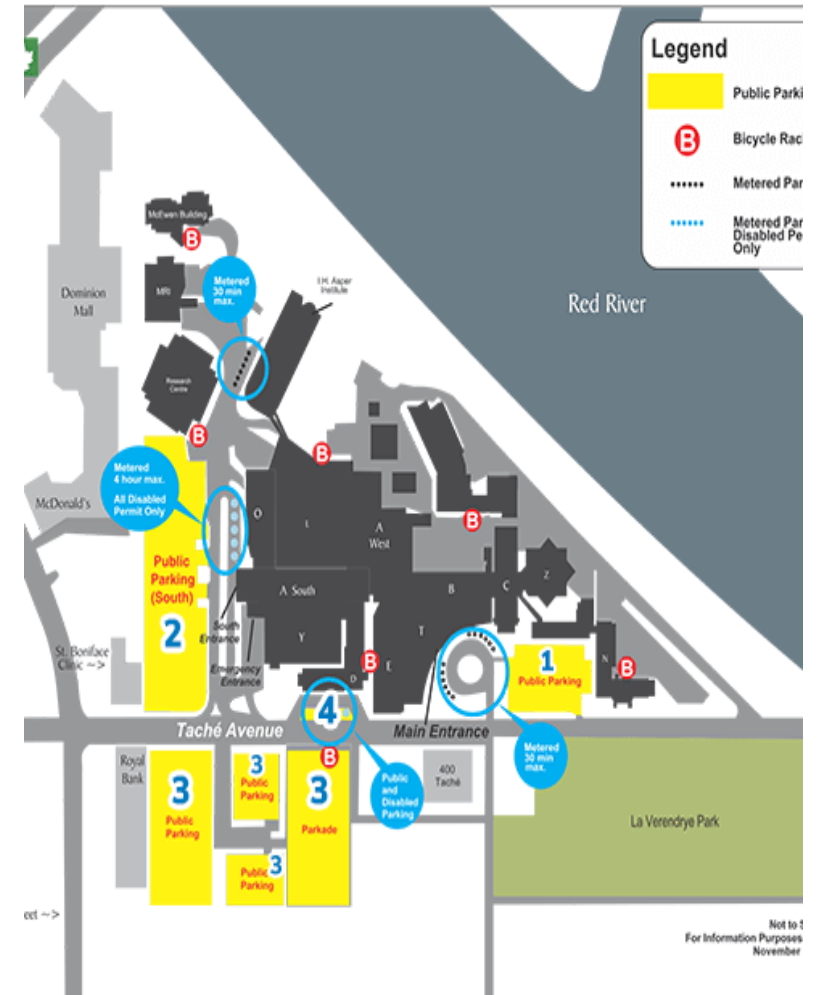 Legend
Public Parki
B
Bicycle Rac
Metered Par
Metered Par
Disabled Pe
Only
McEwen Building
B
MRI
Metered
30 min
max.
I.H. Asper
Institute
Dominion
Mall
Red River
Research
Centre
B
B
Metered
4 hour max.
All Disabled
Permit Only
McDonald's
O
L
A
West
B
Public
Parking
(South)
2
A South
B
C
Z
South
Entrance
Y
T
E
D
B
Emergency
Entrance
St. Boniface
Clinic ~>
1
Public Parking
N
B
4
Taché Avenue
Main Entrance
Metered
30 min
max.
Royal
Bank
B
3
Public
Parking
3
Public
Parking
3
Parkade
Public
and
Disabled
Parking
400
Taché
La Verendrye Park
3
Public
Parking
eet ~>
Not to S
For Information Purposes
November